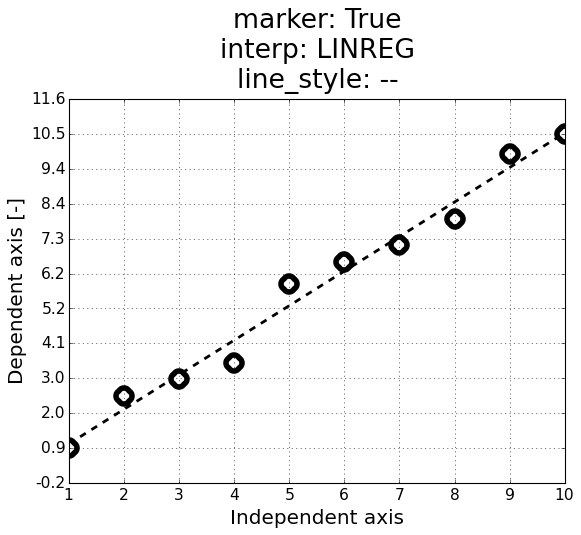 marker: True
interp: LINREG
line_style: --
11.6
10.5
9.4
8.4
7.3
6.2
5.2
4.1
3.0
2.0
0.9
-0.2
Dependent axis [-]
1 2 3 4 5 6 7 8 9 10
Independent axis